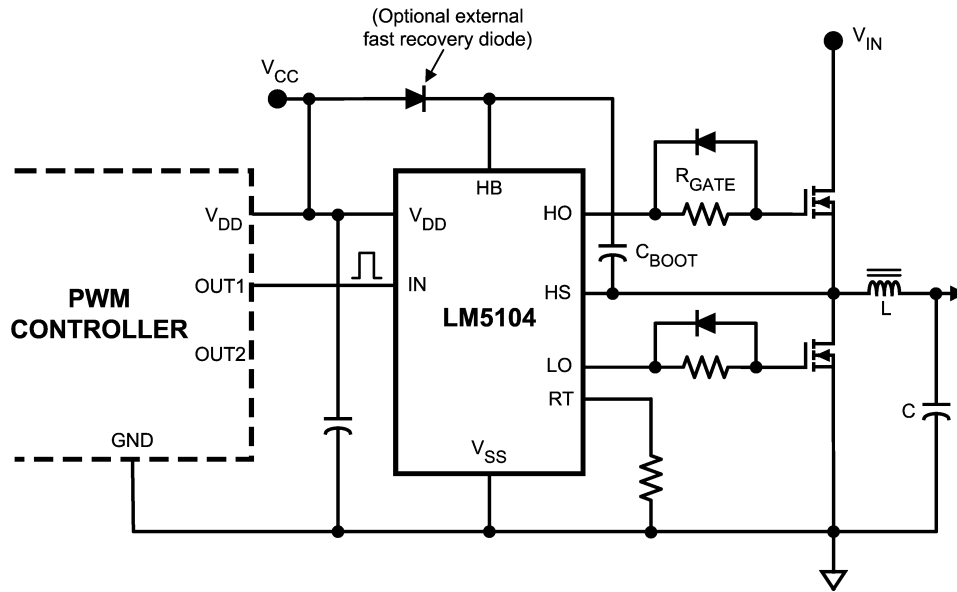 (Optional external
fast recovery diode)
VCC
VIN
HB
RGATE
VDD
VDD
HO
CBOOT
OUT1
IN
HS
PWM
CONTROLLER
LM5104
L
OUT2
LO
RT
C
GND
VSS